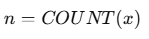 n = COUNT(x)